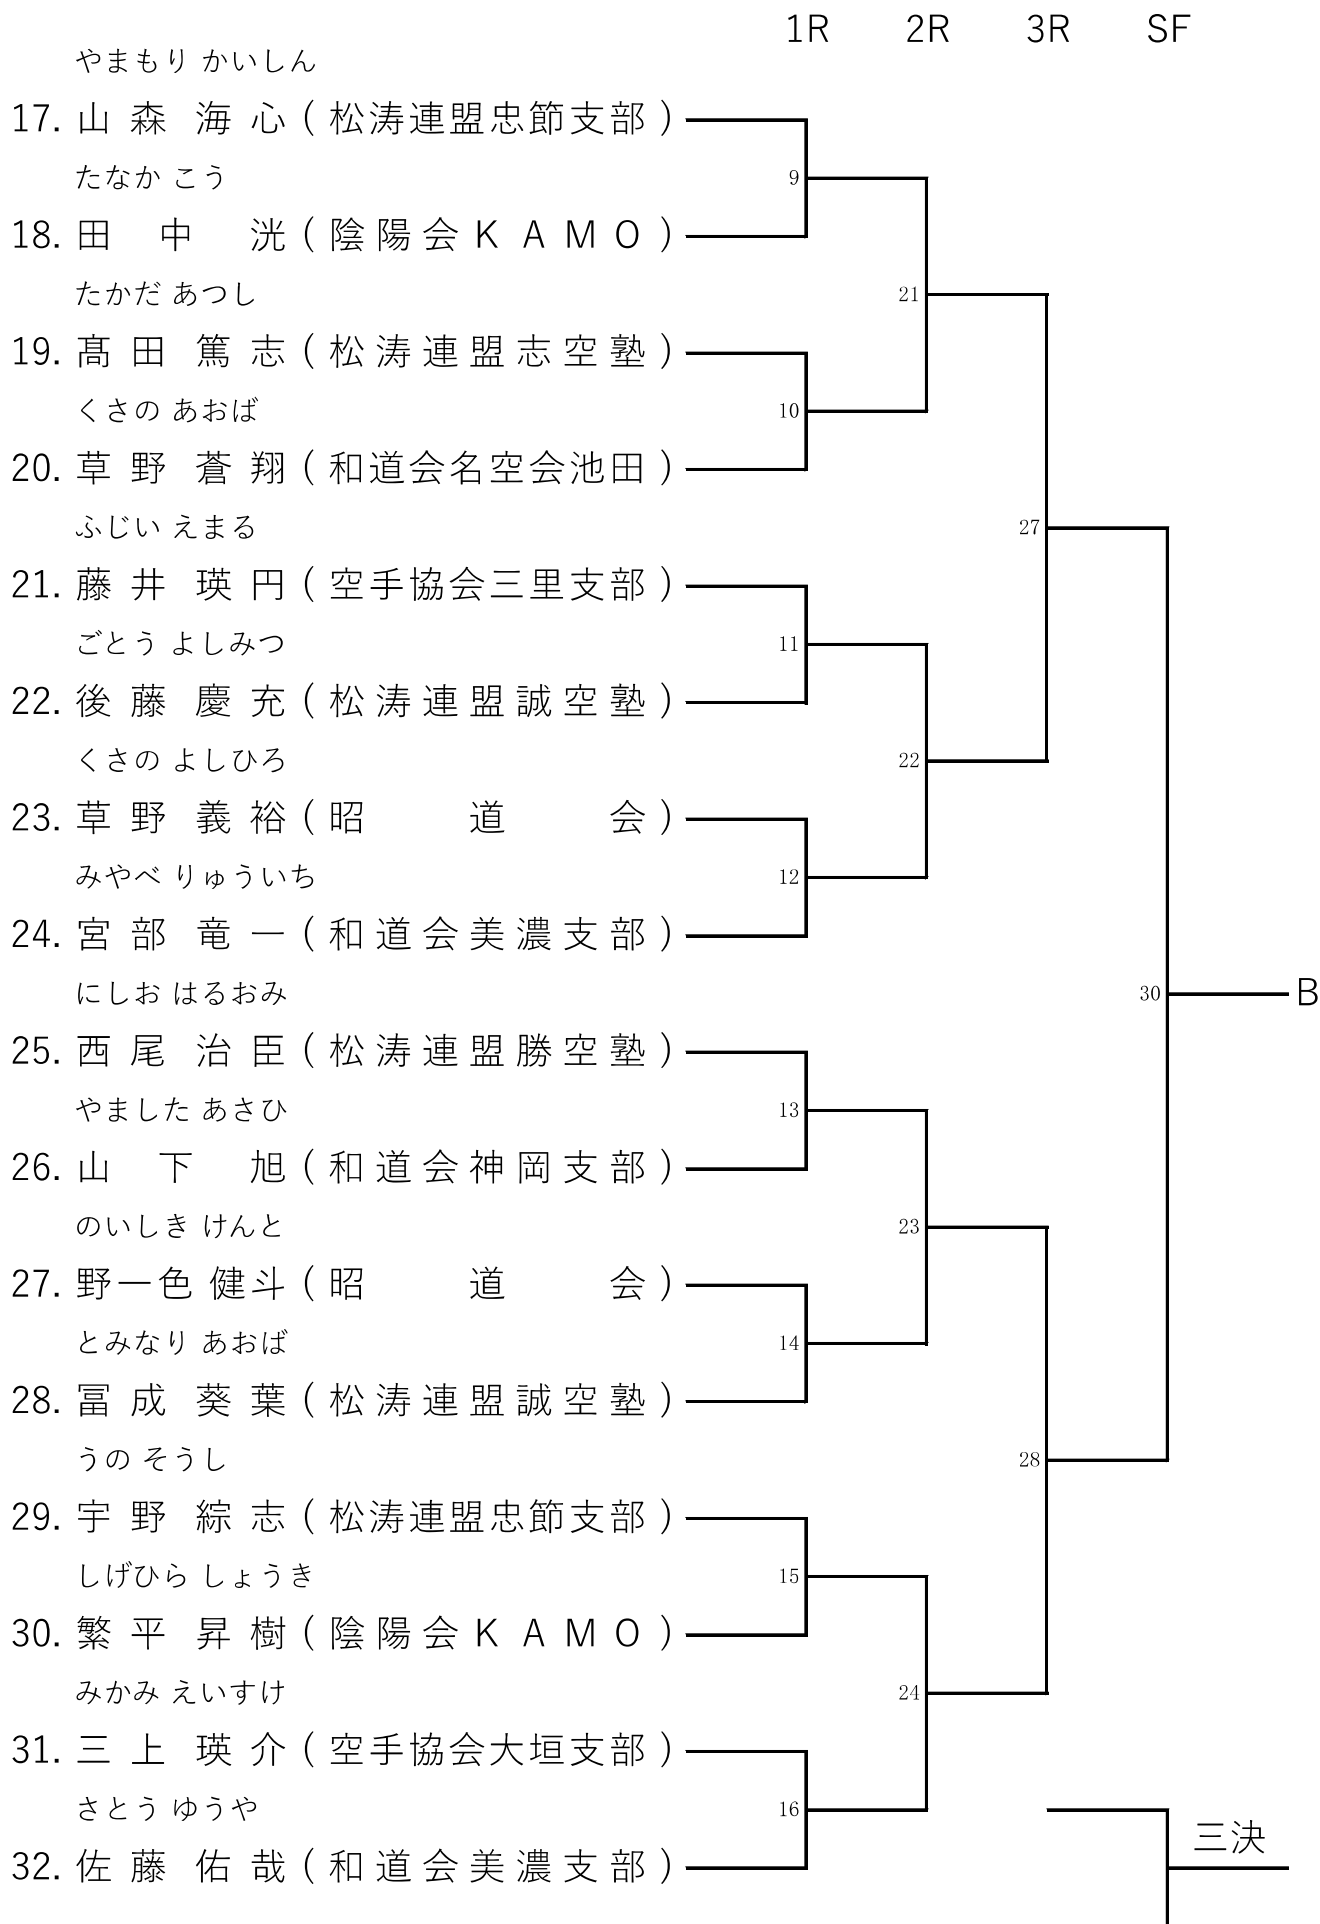 1R 2R 3R SF
やまもり かいしん
17. 山 森 海 心 ( 松涛連盟忠節支部 )
たなか こう
9
18. 田 中 洸 ( 陰陽会ＫＡＭＯ )
たかだ あつし
21
19. 髙 田 篤 志 ( 松涛連盟志空塾 )
くさの あおば
10
20. 草 野 蒼 翔 ( 和道会名空会池田 )
ふじい えまる
27
21. 藤 井 瑛 円 ( 空手協会三里支部 )
ごとう よしみつ
11
22. 後 藤 慶 充 ( 松涛連盟誠空塾 )
くさの よしひろ
22
23. 草 野 義 裕 ( 昭 道 会 )
みやべ りゅういち
12
24. 宮 部 竜 一 ( 和道会美濃支部 )
にしお はるおみ
30 B
25. 西 尾 治 臣 ( 松涛連盟勝空塾 )
やました あさひ
13
26. 山 下 旭 ( 和道会神岡支部 )
のいしき けんと
23
27. 野一色 健斗 ( 昭 道 会 )
とみなり あおば
14
28. 冨 成 葵 葉 ( 松涛連盟誠空塾 )
うの そうし
28
29. 宇 野 綜 志 ( 松涛連盟忠節支部 )
しげひら しょうき
15
30. 繁 平 昇 樹 ( 陰陽会ＫＡＭＯ )
みかみ えいすけ
24
31. 三 上 瑛 介 ( 空手協会大垣支部 )
さとう ゆうや
16
三決
32. 佐 藤 佑 哉 ( 和道会美濃支部 )